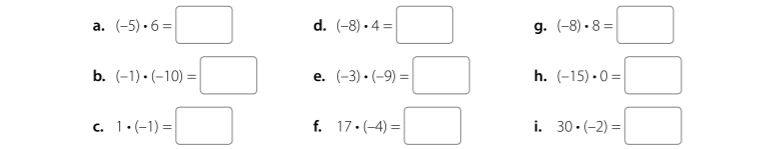 a. (–5) • 6 =
d. (–8) • 4 =
g. (–8) • 8 =
b. (–1) • (–10) =
e. (–3) • (–9) =
h. (–15) • 0 =
c. 1 • (–1) =
f. 17 • (–4) =
i. 30 • (–2) =